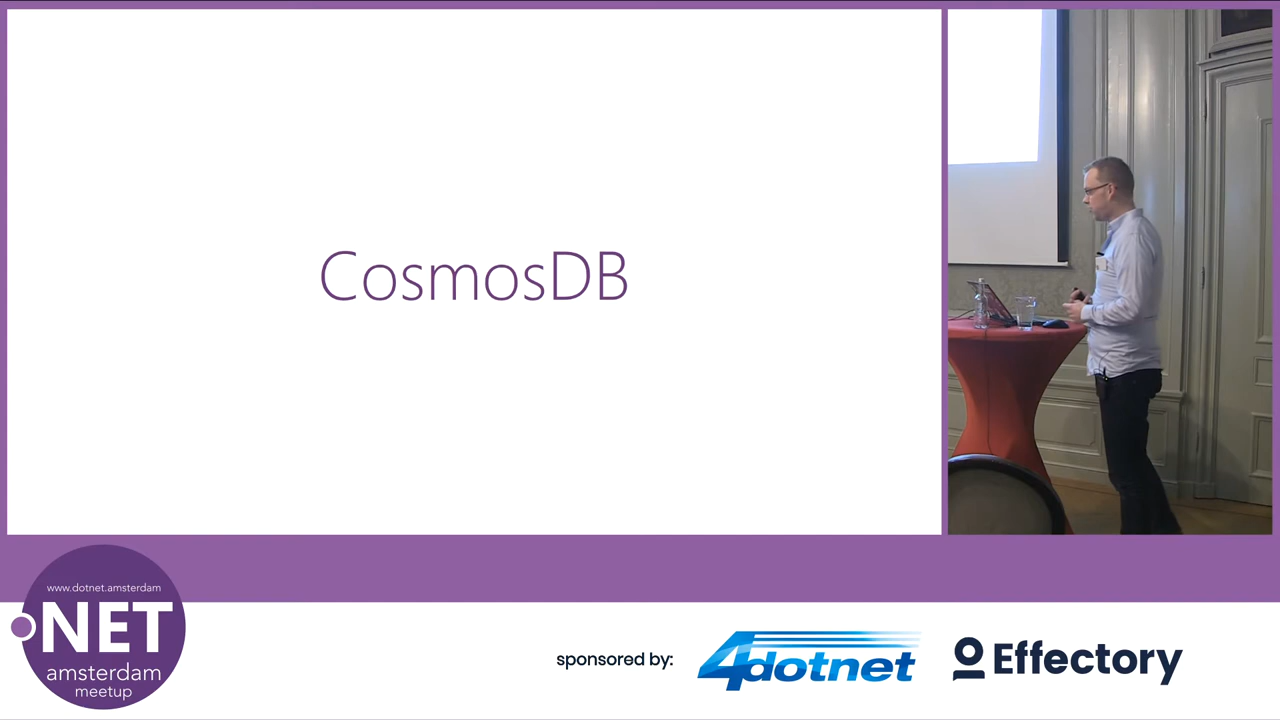 CosmosDB
www.dotnet.amsterdam
.NET
amsterdam
meetup
sponsored by:
4dotnet
Effectory